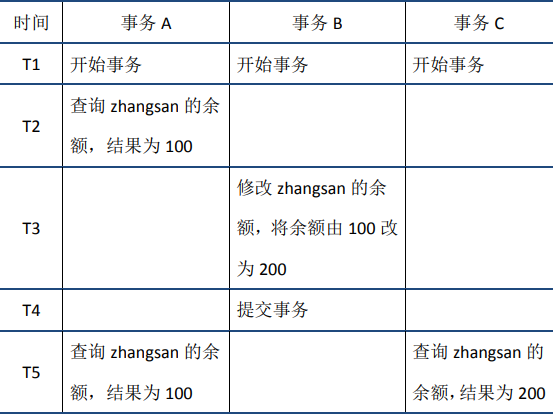 时间 事务 A 事务 B 事务 C
T1 开始事务 开始事务 开始事务
T2
查询 zhangsan 的余
额，结果为 100
T3
修改 zhangsan 的余
额，将余额由 100 改
为 200
T4 提交事务
T5
查询 zhangsan 的余
额，结果为 100
查询 zhangsan 的
余额，结果为 200